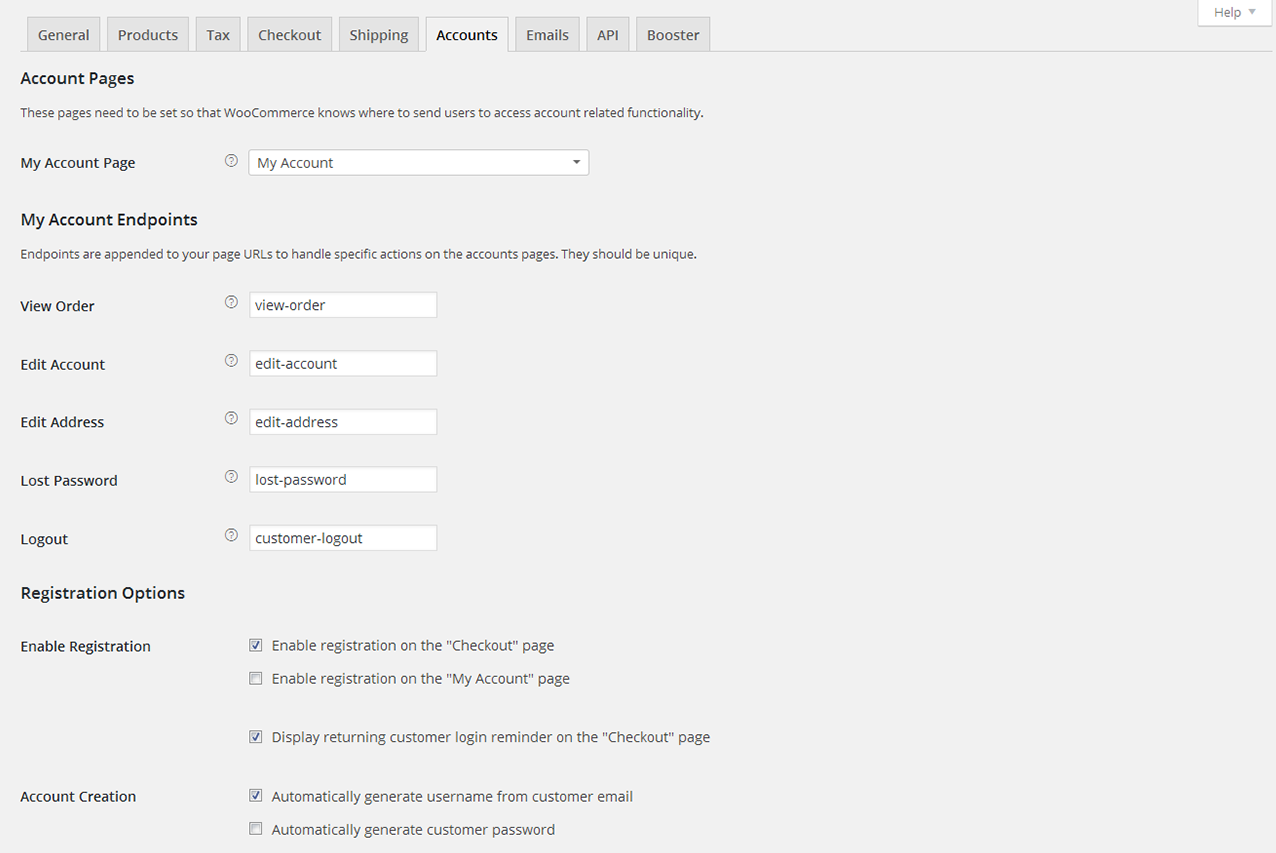 Help
General Products Tax Checkout Shipping Accounts Emails API Booster
Account Pages
These pages need to be set so that WooCommerce knows where to send users to access account related functionality.
My Account Page ? My Account
My Account Endpoints
Endpoints are appended to your page URLs to handle specific actions on the accounts pages. They should be unique.
View Order ? view-order
Edit Account ? edit-account
Edit Address ? edit-address
Lost Password ? lost-password
Logout ? customer-logout
Registration Options
Enable Registration Enable registration on the "Checkout" page
Enable registration on the "My Account" page
Display returning customer login reminder on the "Checkout" page
Account Creation Automatically generate username from customer email
Automatically generate customer password